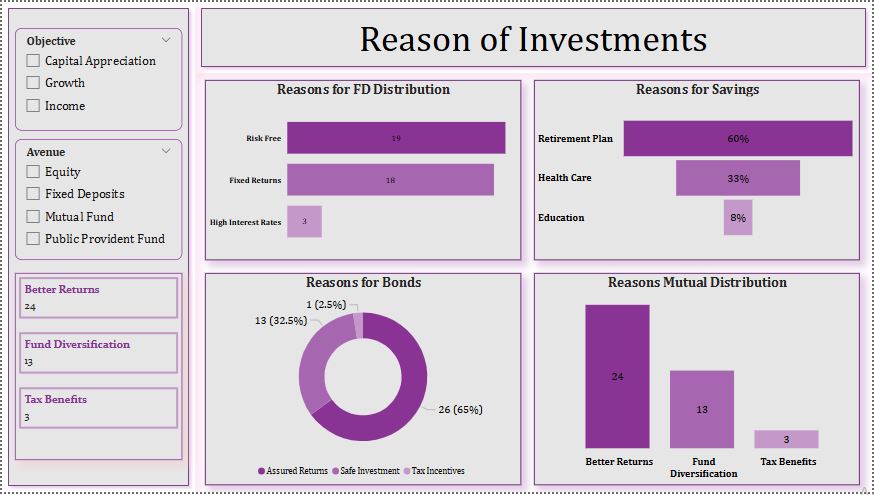 Reason of Investments
Objective
Capital Appreciation
Growth
Income
Avenue
Equity
Fixed Deposits
Mutual Fund
Public Provident Fund
Better Returns
24
Fund Diversification
13
Tax Benefits
3
Reasons for FD Distribution
Risk Free 19
Fixed Returns 18
High Interest Rates 3
Reasons for Savings
Retirement Plan 60%
Health Care 33%
Education 8%
Reasons for Bonds
1 (2.5%)
13 (32.5%)
26 (65%)
Assured Returns Safe Investment Tax Incentives
Reasons Mutual Distribution
24
13
3
Better Returns Fund Tax Benefits
Diversification